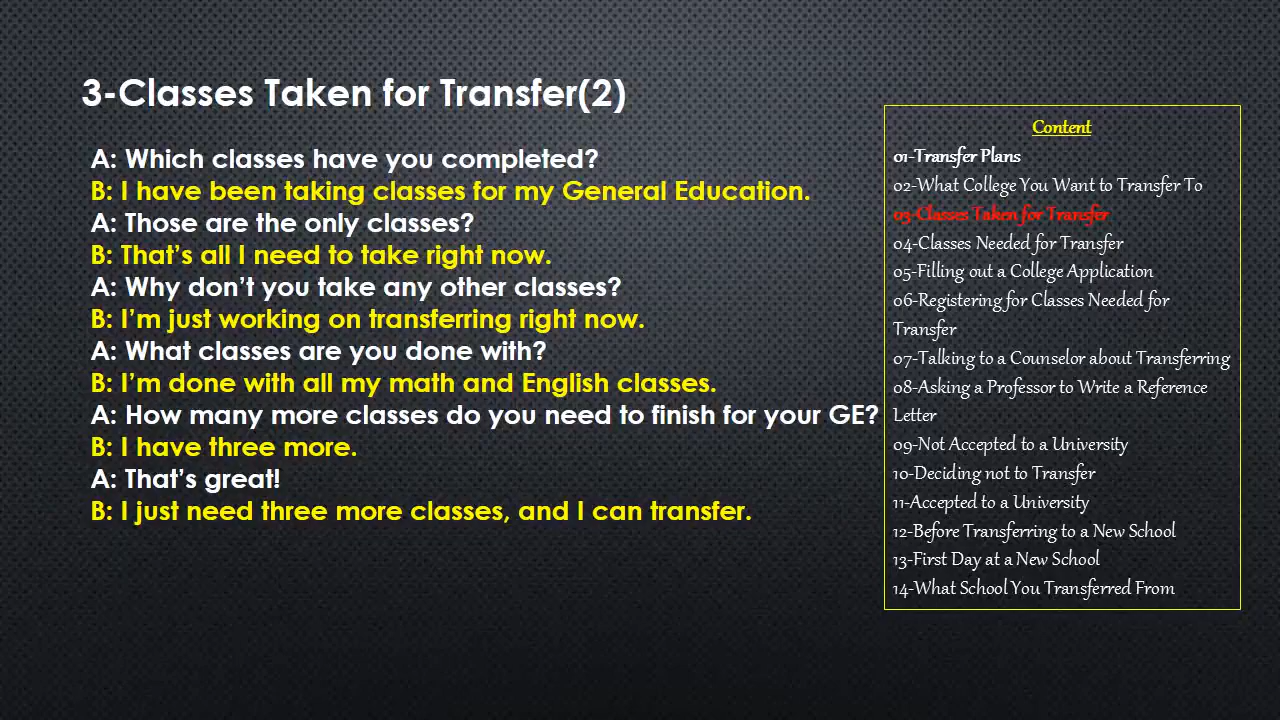 3-Classes Taken for Transfer(2)
A: Which classes have you completed?
B: I have been taking classes for my General Education.
A: Those are the only classes?
B: That’s all I need to take right now.
A: Why don’t you take any other classes?
B: I’m just working on transferring right now.
A: What classes are you done with?
B: I’m done with all my math and English classes.
A: How many more classes do you need to finish for your GE?
B: I have three more.
A: That’s great!
B: I just need three more classes, and I can transfer.
Content
01-Transfer Plans
02-What College You Want to Transfer To
03-Classes Taken for Transfer
04-Classes Needed for Transfer
05-Filling out a College Application
06-Registering for Classes Needed for
Transfer
07-Talking to a Counselor about Transferring
08-Asking a Professor to Write a Reference
Letter
09-Not Accepted to a University
10-Deciding not to Transfer
11-Accepted to a University
12-Before Transferring to a New School
13-First Day at a New School
14-What School You Transferred From